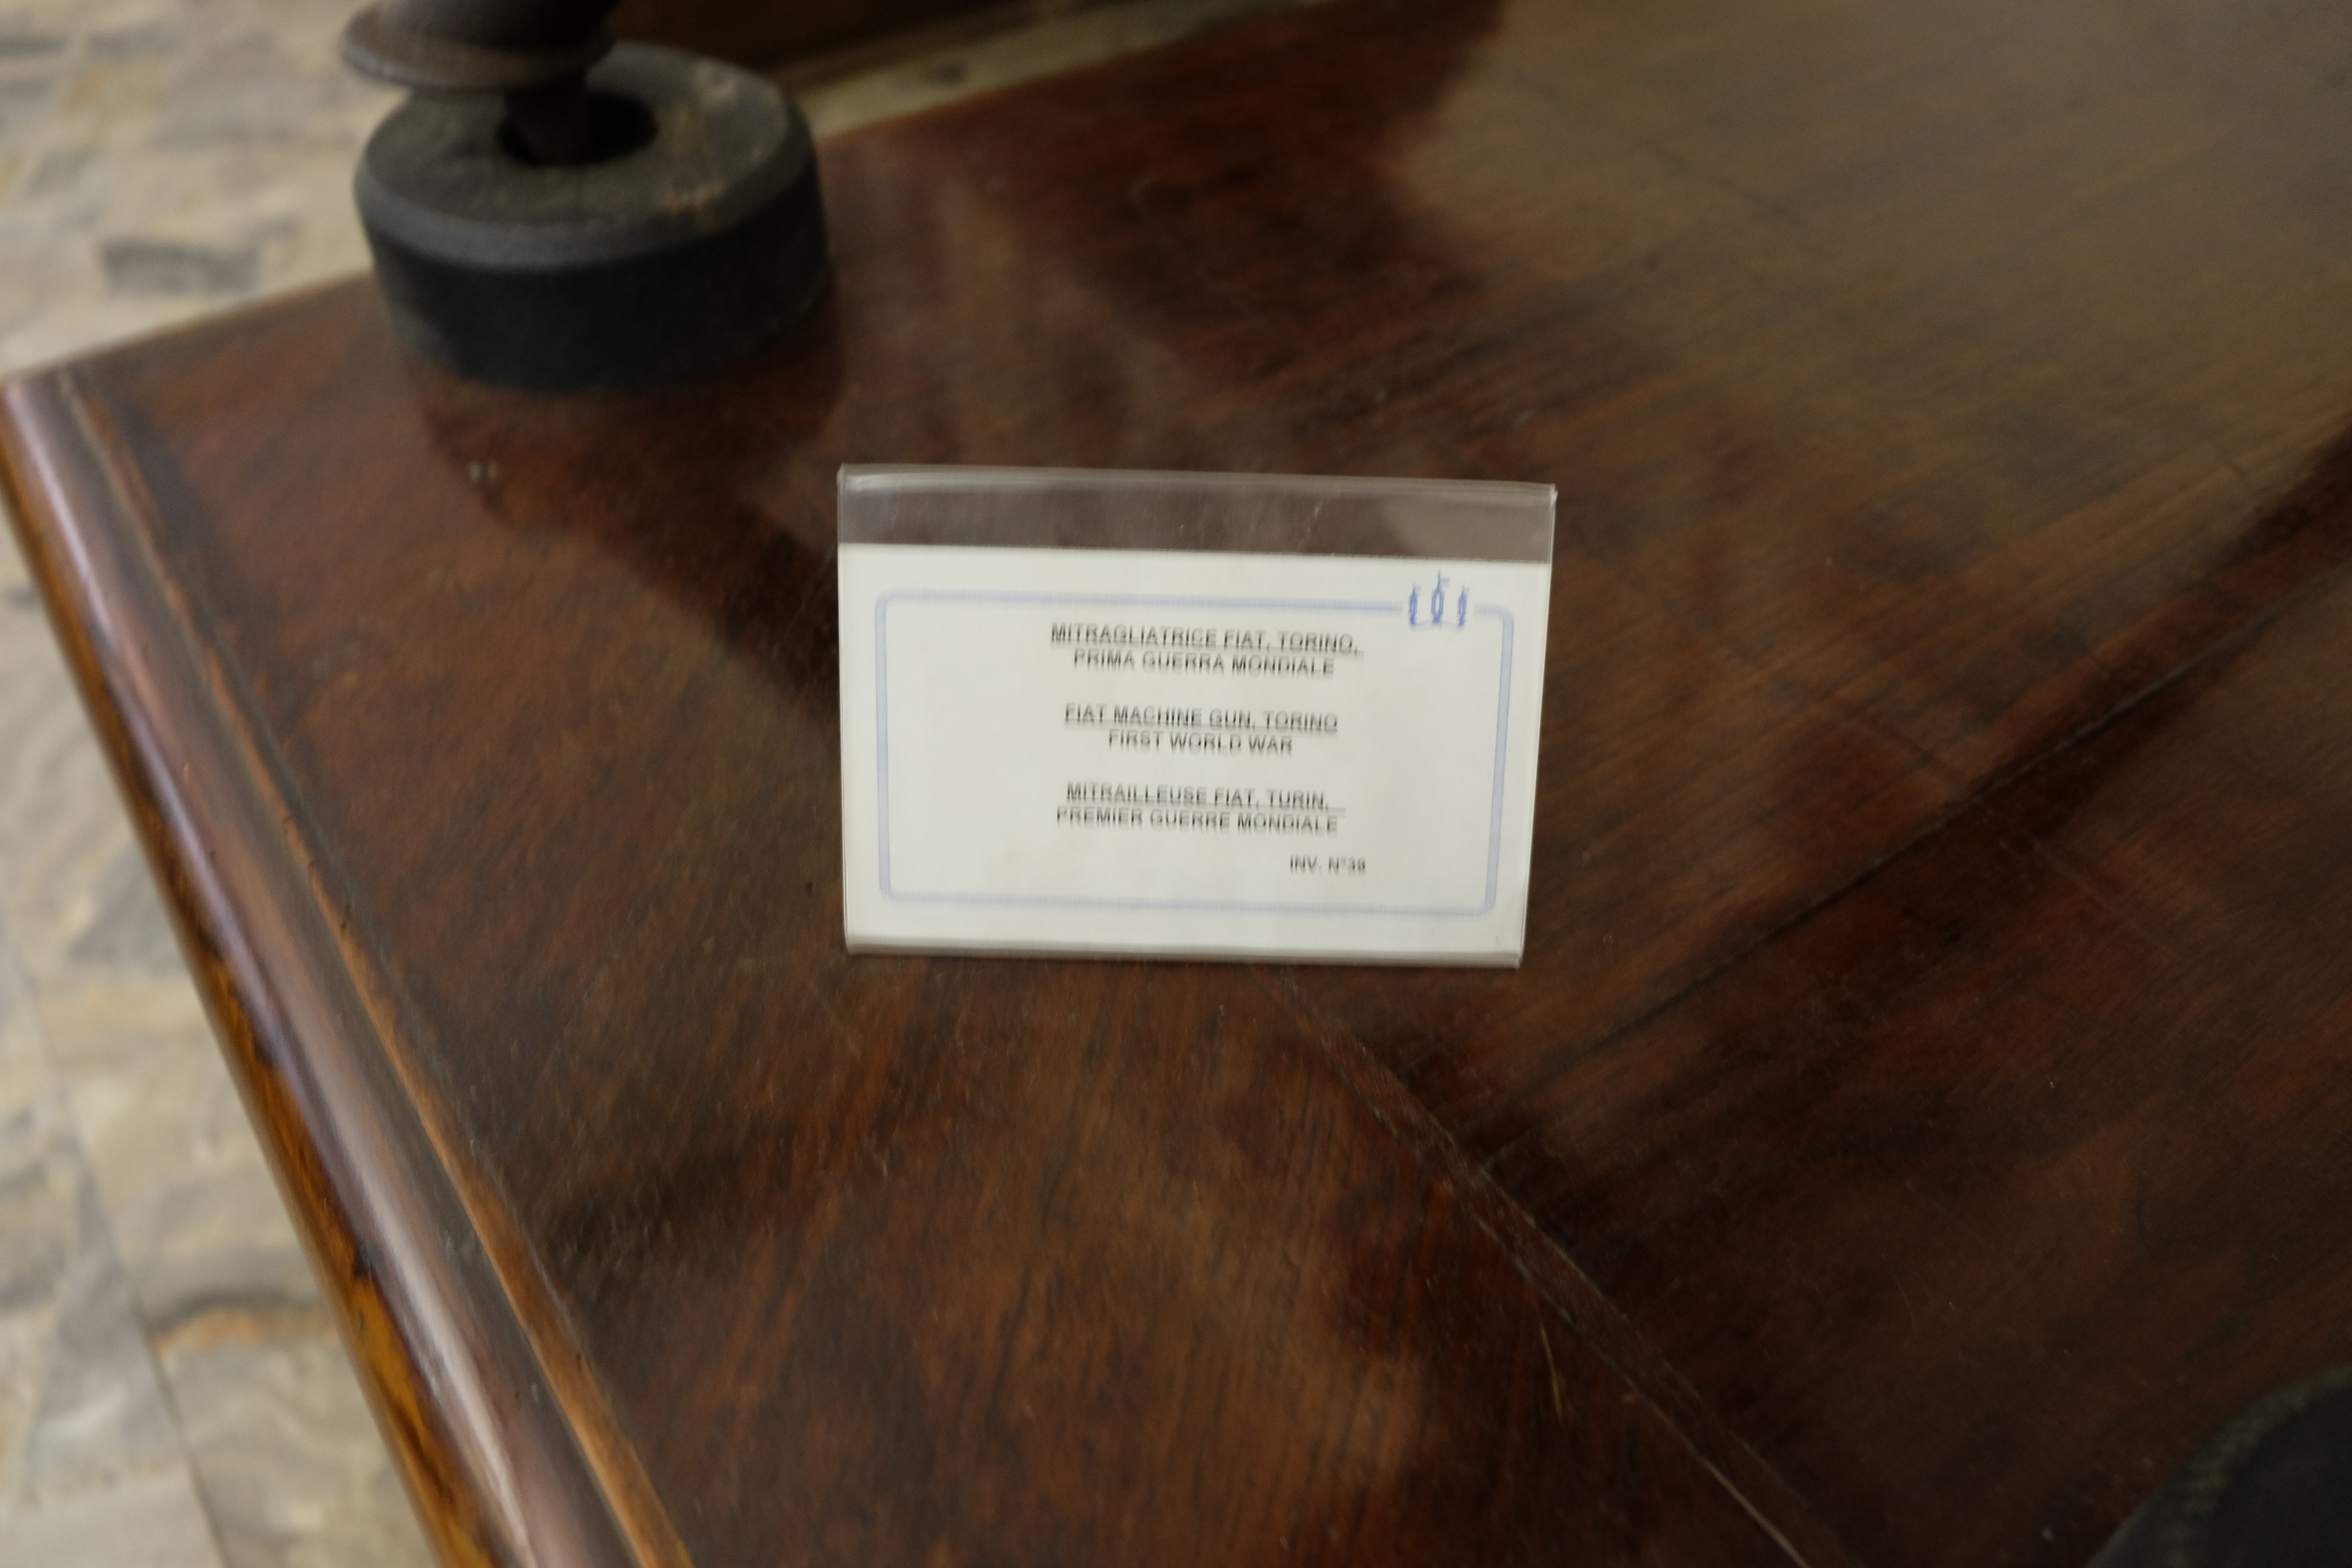 MITRAGLIATRICE FIAT, TORINO,
PRIMA GUERRA MONDIALE
FIAT MACHINE GUN, TORINO
FIRST WORLD WAR
MITRAILLEUSE FIAT, TURIN,
PREMIER GUERRE MONDIALE
INV. N°39